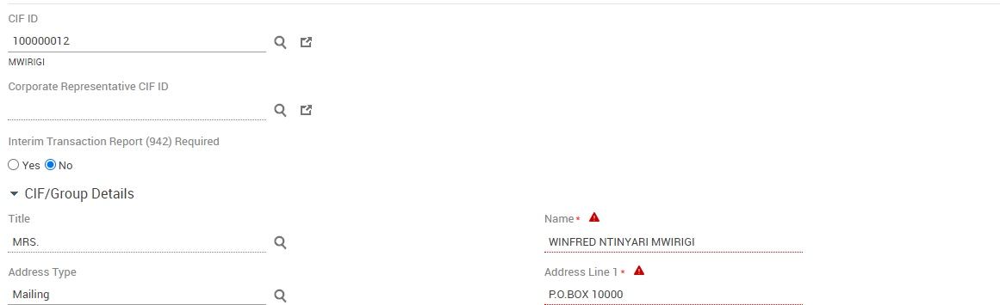 CIF ID
100000012
MWIRIGI
Corporate Representative CIF ID
Interim Transaction Report (942) Required
Yes No
CIF/Group Details
Title Name *
MRS. WINFRED NTINYARI MWIRIGI
Address Type Address Line 1 *
Mailing P.O.BOX 10000